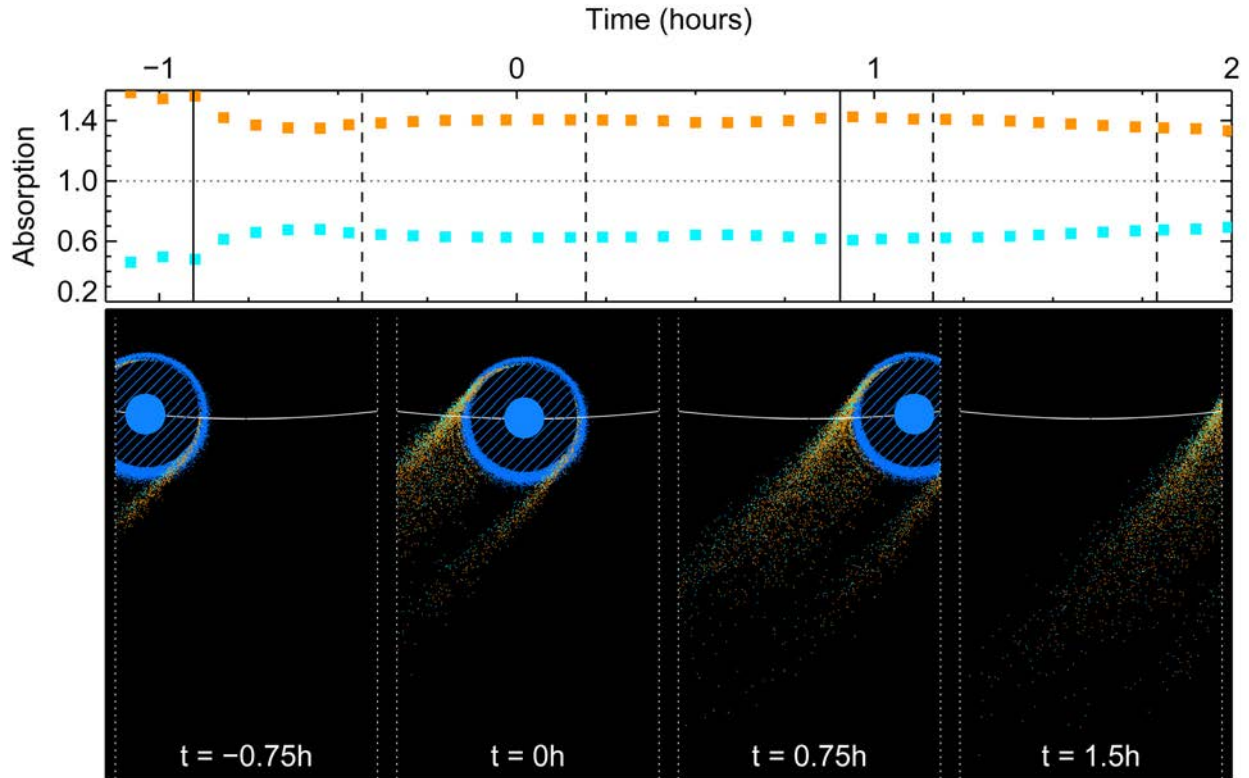 Time (hours)
−1 0 1 2
Absorption
1.4
1.0
0.6
0.2
t = −0.75h t = 0h t = 0.75h t = 1.5h